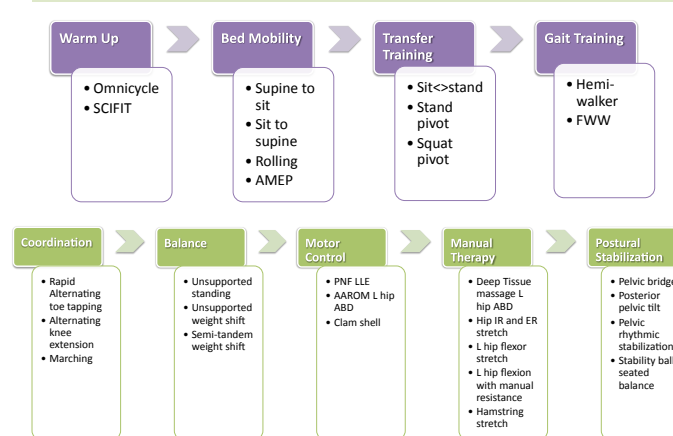 Warm Up
• Omnicycle
• SCIFIT
Bed Mobility
• Supine to
sit
• Sit to
supine
• Rolling
• AMEP
Transfer
Training
• Sit<>stand
• Stand
pivot
• Squat
pivot
Gait Training
• Hemi-
walker
• FWW
Coordination
• Rapid
Alternating
toe tapping
• Alternating
knee
extension
• Marching
Balance
• Unsupported
standing
• Unsupported
weight shift
• Semi-tandem
weight shift
Motor
Control
• PNF LLE
• AAROM L hip
ABD
• Clam shell
Manual
Therapy
• Deep Tissue
massage L
hip ABD
• Hip IR and ER
stretch
• L hip flexor
stretch
• L hip flexion
with manual
resistance
• Hamstring
stretch
Postural
Stabilization
• Pelvic bridge
• Posterior
pelvic tilt
• Pelvic
rhythmic
stabilization
• Stability ball
seated
balance